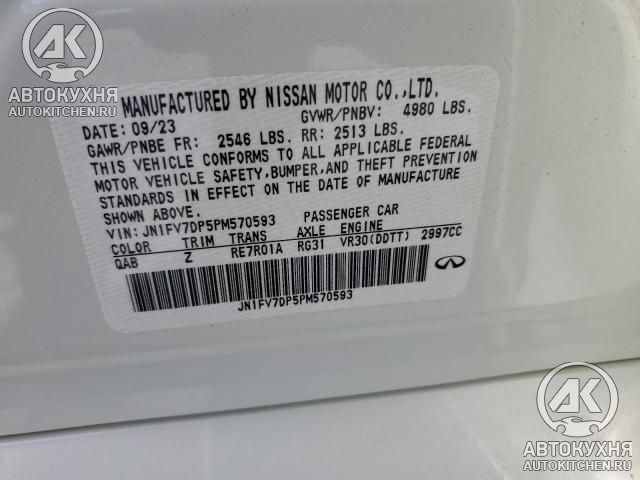 AK
АВТОКУХНЯ
AUTOKITCHEN.RU
MANUFACTURED BY NISSAN MOTOR CO.,LTD.
DATE: 09/23 GVWR/PNBV: 4980 LBS.
GAWR/PNBE FR: 2546 LBS. RR: 2513 LBS.
THIS VEHICLE CONFORMS TO ALL APPLICABLE FEDERAL
MOTOR VEHICLE SAFETY, BUMPER, AND THEFT PREVENTION
STANDARDS IN EFFECT ON THE DATE OF MANUFACTURE
SHOWN ABOVE.
VIN: JN1FV7DP5PM570593 PASSENGER CAR
COLOR TRIM TRANS AXLE ENGINE
QAB Z RE7R01A RG31 VR30(DDTT) 2997CC
JN1FV7DP5PM570593
AK
АВТОКУХНЯ
AUTOKITCHEN.RU